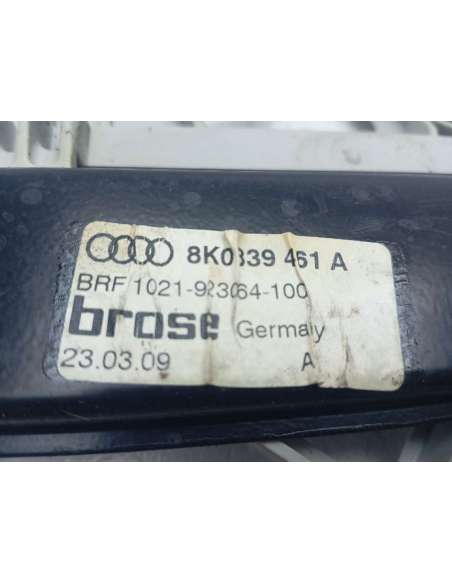 8K0839 461 A
BRF 1021-923064-100
brose Germany
23.03.09 A